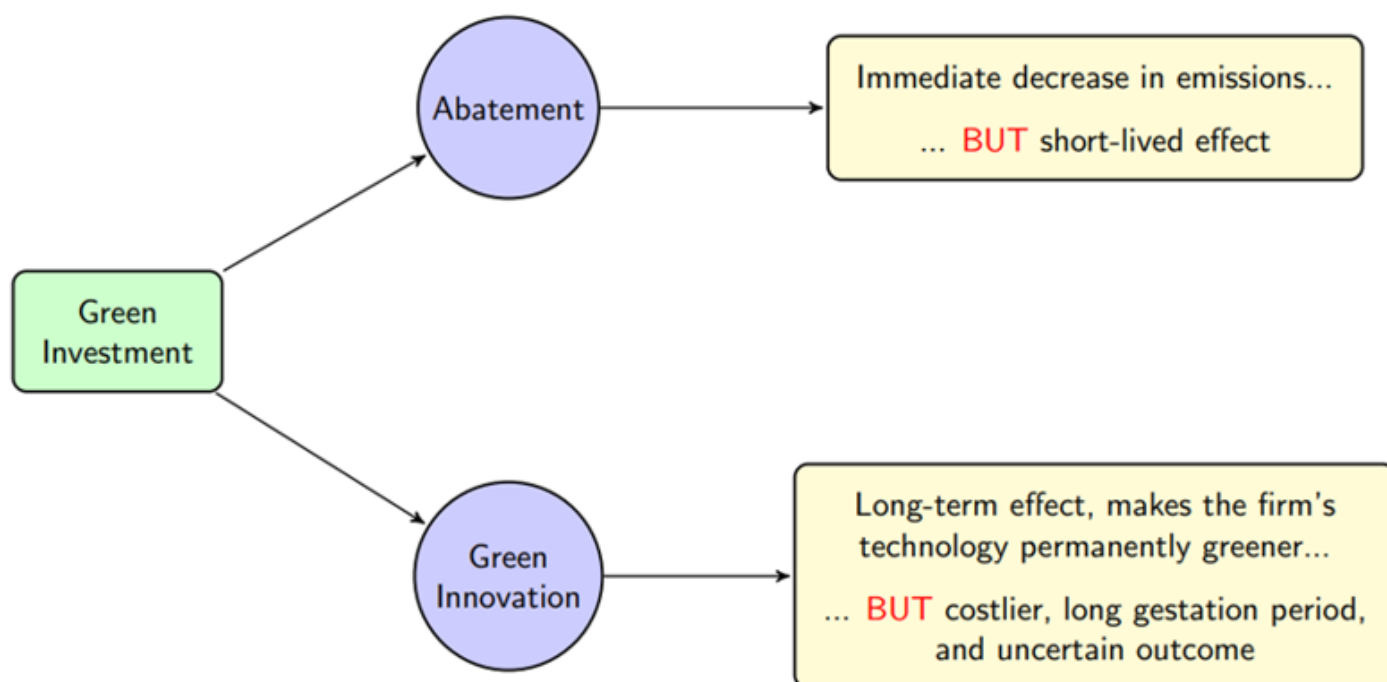 Abatement
Immediate decrease in emissions...
... BUT short-lived effect
Green
Investment
Green
Innovation
Long-term effect, makes the firm's
technology permanently greener...
... BUT costlier, long gestation period,
and uncertain outcome